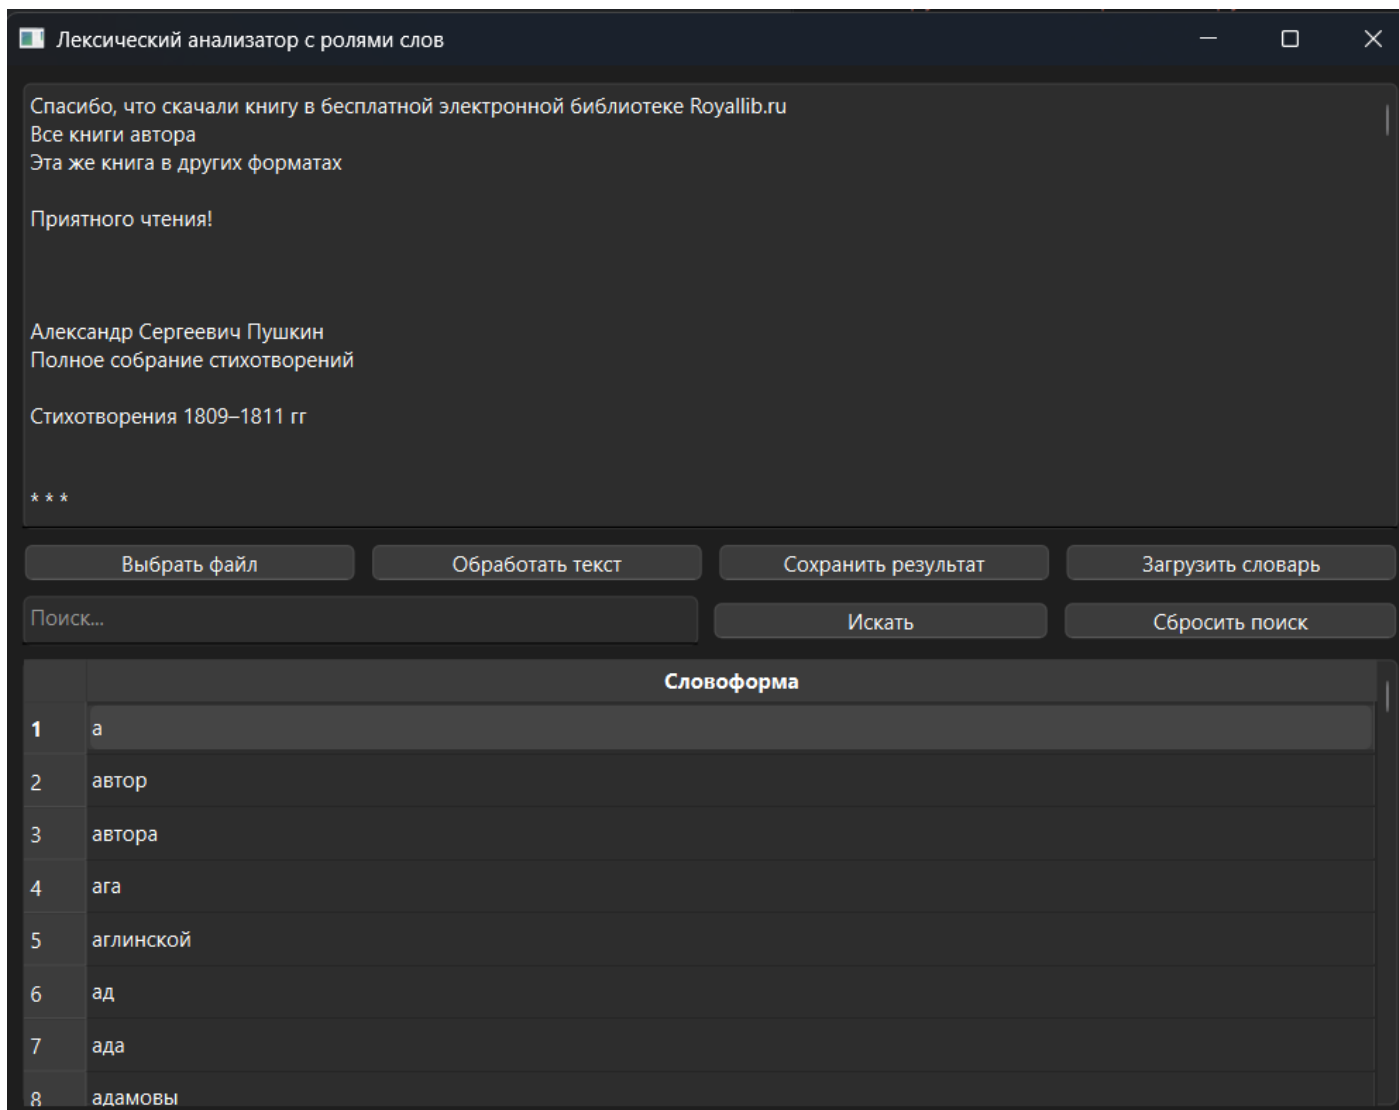 Лексический анализатор с ролями слов
Спасибо, что скачали книгу в бесплатной электронной библиотеке Royallib.ru
Все книги автора
Эта же книга в других форматах
Приятного чтения!
Александр Сергеевич Пушкин
Полное собрание стихотворений
Стихотворения 1809–1811 гг
* * *
Выбрать файл Обработать текст Сохранить результат Загрузить словарь
Поиск... Искать Сбросить поиск
Словоформа
1 а
2 автор
3 автора
4 ага
5 аглинской
6 ад
7 ада
8 адамовы